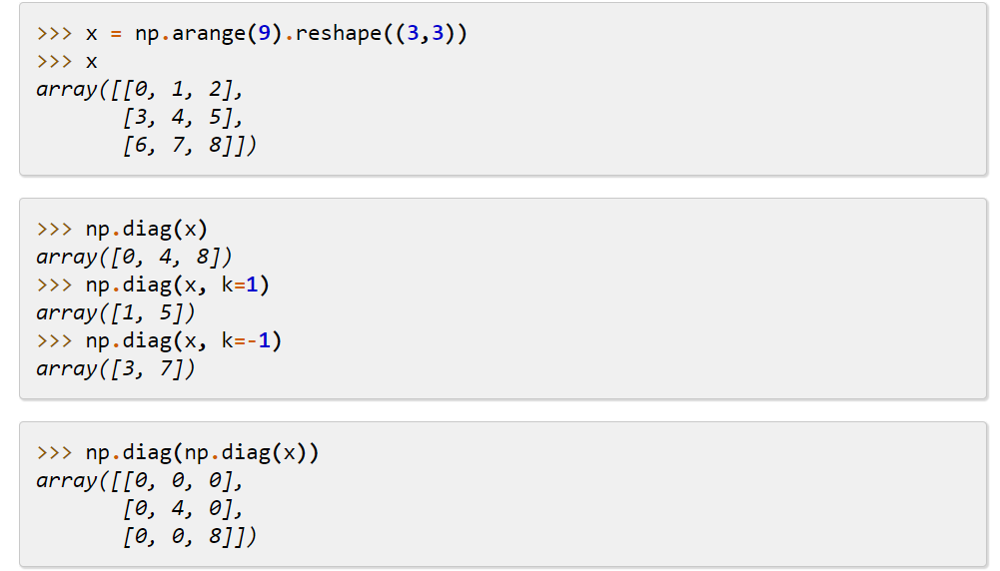 >>> x = np.arange(9).reshape((3,3))
>>> x
array([[0, 1, 2],
       [3, 4, 5],
       [6, 7, 8]])
>>> np.diag(x)
array([0, 4, 8])
>>> np.diag(x, k=1)
array([1, 5])
>>> np.diag(x, k=-1)
array([3, 7])
>>> np.diag(np.diag(x))
array([[0, 0, 0],
       [0, 4, 0],
       [0, 0, 8]])